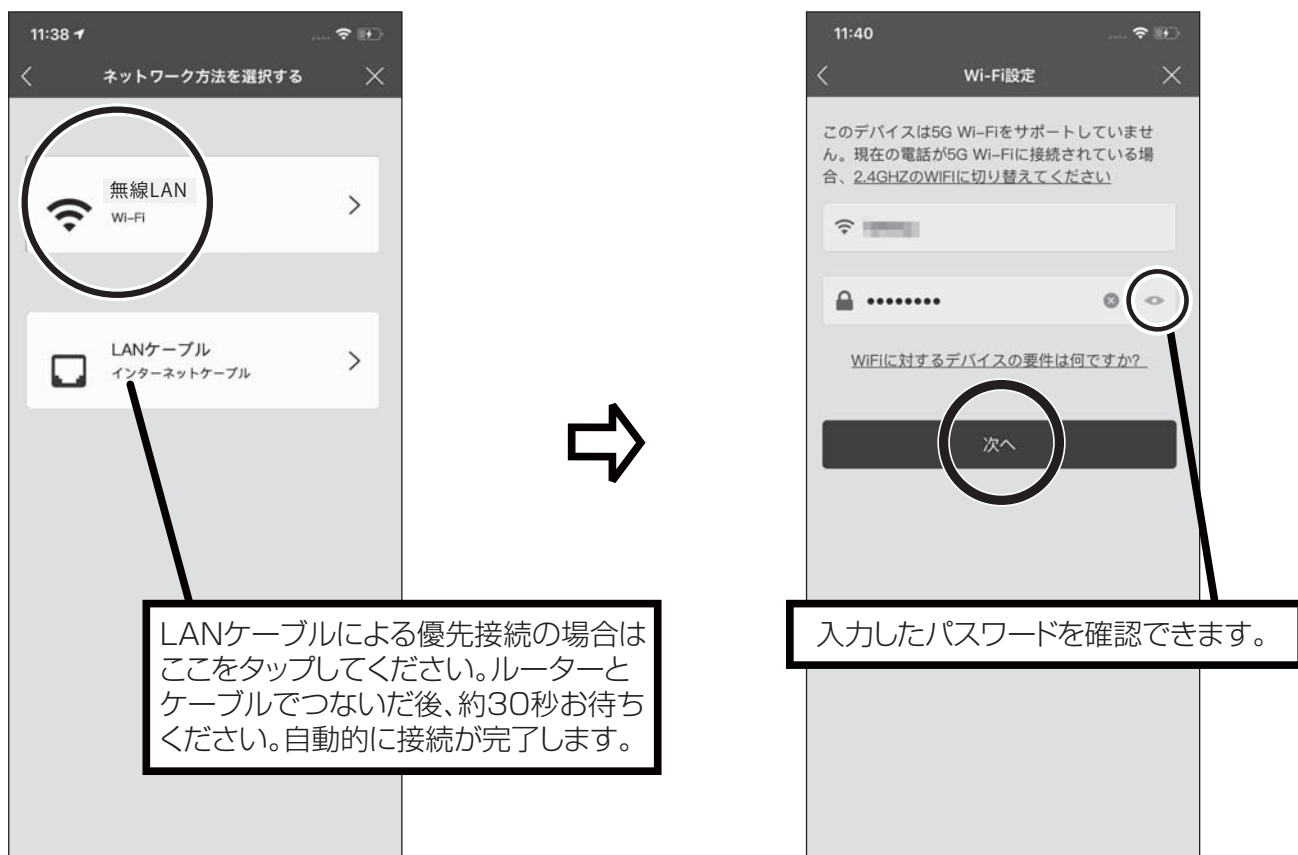 11:38
ネットワーク方法を選択する
無線LAN
Wi-Fi
LANケーブル
インターネットケーブル
LANケーブルによる優先接続の場合は
ここをタップしてください。ルーターと
ケーブルでつないだ後、約30秒お待ち
ください。自動的に接続が完了します。
11:40
Wi-Fi設定
このデバイスは5G Wi-Fiをサポートしていませ
ん。現在の電話が5G Wi-Fiに接続されている場
合、2.4GHZのWIFIに切り替えてください
WiFiに対するデバイスの要件は何ですか?
次へ
入力したパスワードを確認できます。